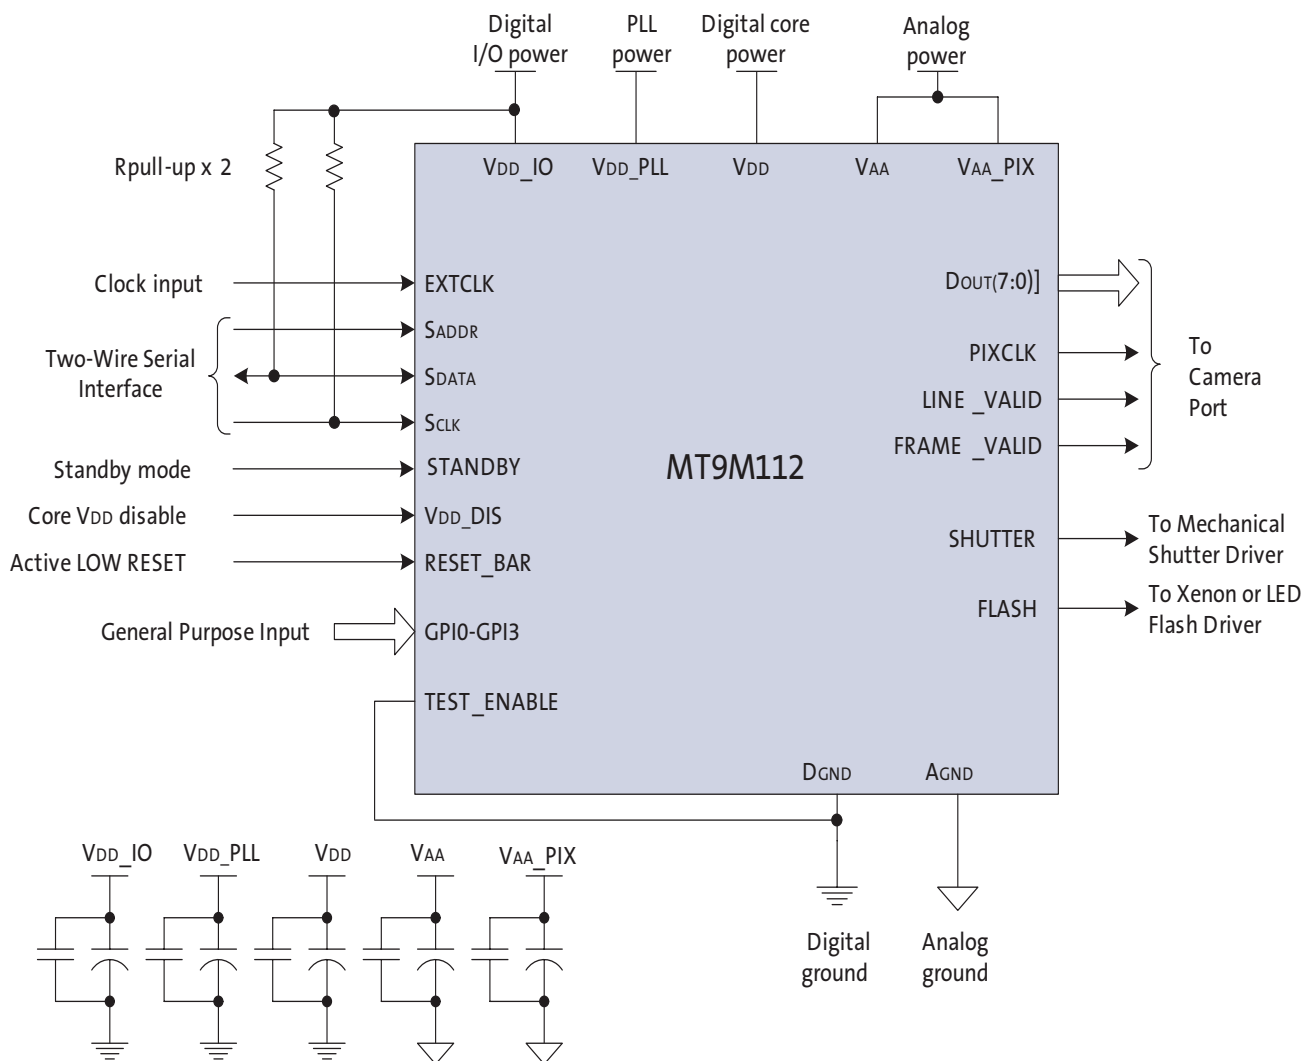 Digital
I/O power
PLL
power
Digital core
power
Analog
power
Rpull-up x 2
VDD_IO
VDD_PLL
VDD
VAA
VAA_PIX
Clock input
EXTCLK
SADDR
Two-Wire Serial
Interface
SDATA
SCLK
Standby mode
STANDBY
Core VDD disable
VDD_DIS
Active LOW RESET
RESET_BAR
General Purpose Input
GPI0-GPI3
TEST_ENABLE
MT9M112
DOUT(7:0)]
PIXCLK
LINE _VALID
FRAME _VALID
To
Camera
Port
SHUTTER
To Mechanical
Shutter Driver
FLASH
To Xenon or LED
Flash Driver
DGND
AGND
Digital
ground
Analog
ground
VDD_IO
VDD_PLL
VDD
VAA
VAA_PIX